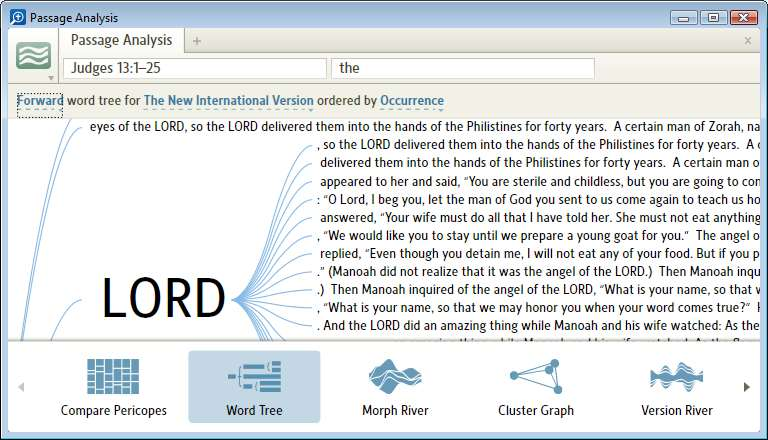 Passage Analysis
Passage Analysis
Judges 13:1–25
the
Forward word tree for The New International Version ordered by Occurrence
eyes of the LORD, so the LORD delivered them into the hands of the Philistines for forty years. A certain man of Zorah, na
, so the LORD delivered them into the hands of the Philistines for forty years. A c
delivered them into the hands of the Philistines for forty years. A certain man o
appeared to her and said, “You are sterile and childless, but you are going to con
: “O Lord, I beg you, let the man of God you sent to us come again to teach us ho
answered, “Your wife must do all that I have told her. She must not eat anything
, “We would like you to stay until we prepare a young goat for you.” The angel o
replied, “Even though you detain me, I will not eat any of your food. But if you p
.” (Manoah did not realize that it was the angel of the LORD.) Then Manoah inqu
.) Then Manoah inquired of the angel of the LORD, “What is your name, so that w
LORD
, “What is your name, so that we may honor you when your word comes true?” H
. And the LORD did an amazing thing while Manoah and his wife watched: As the
Compare Pericopes
Word Tree
Morph River
Cluster Graph
Version River